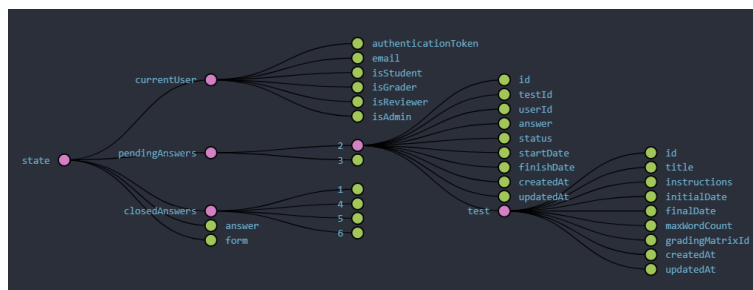 state
currentUser
authenticationToken
email
isStudent
isGrader
isReviewer
isAdmin
pendingAnswers
2
id
testId
userId
answer
status
startDate
finishDate
createdAt
updatedAt
test
id
title
instructions
initialDate
finalDate
maxWordCount
gradingMatrixId
createdAt
updatedAt
3
closedAnswers
1
4
5
6
answer
form